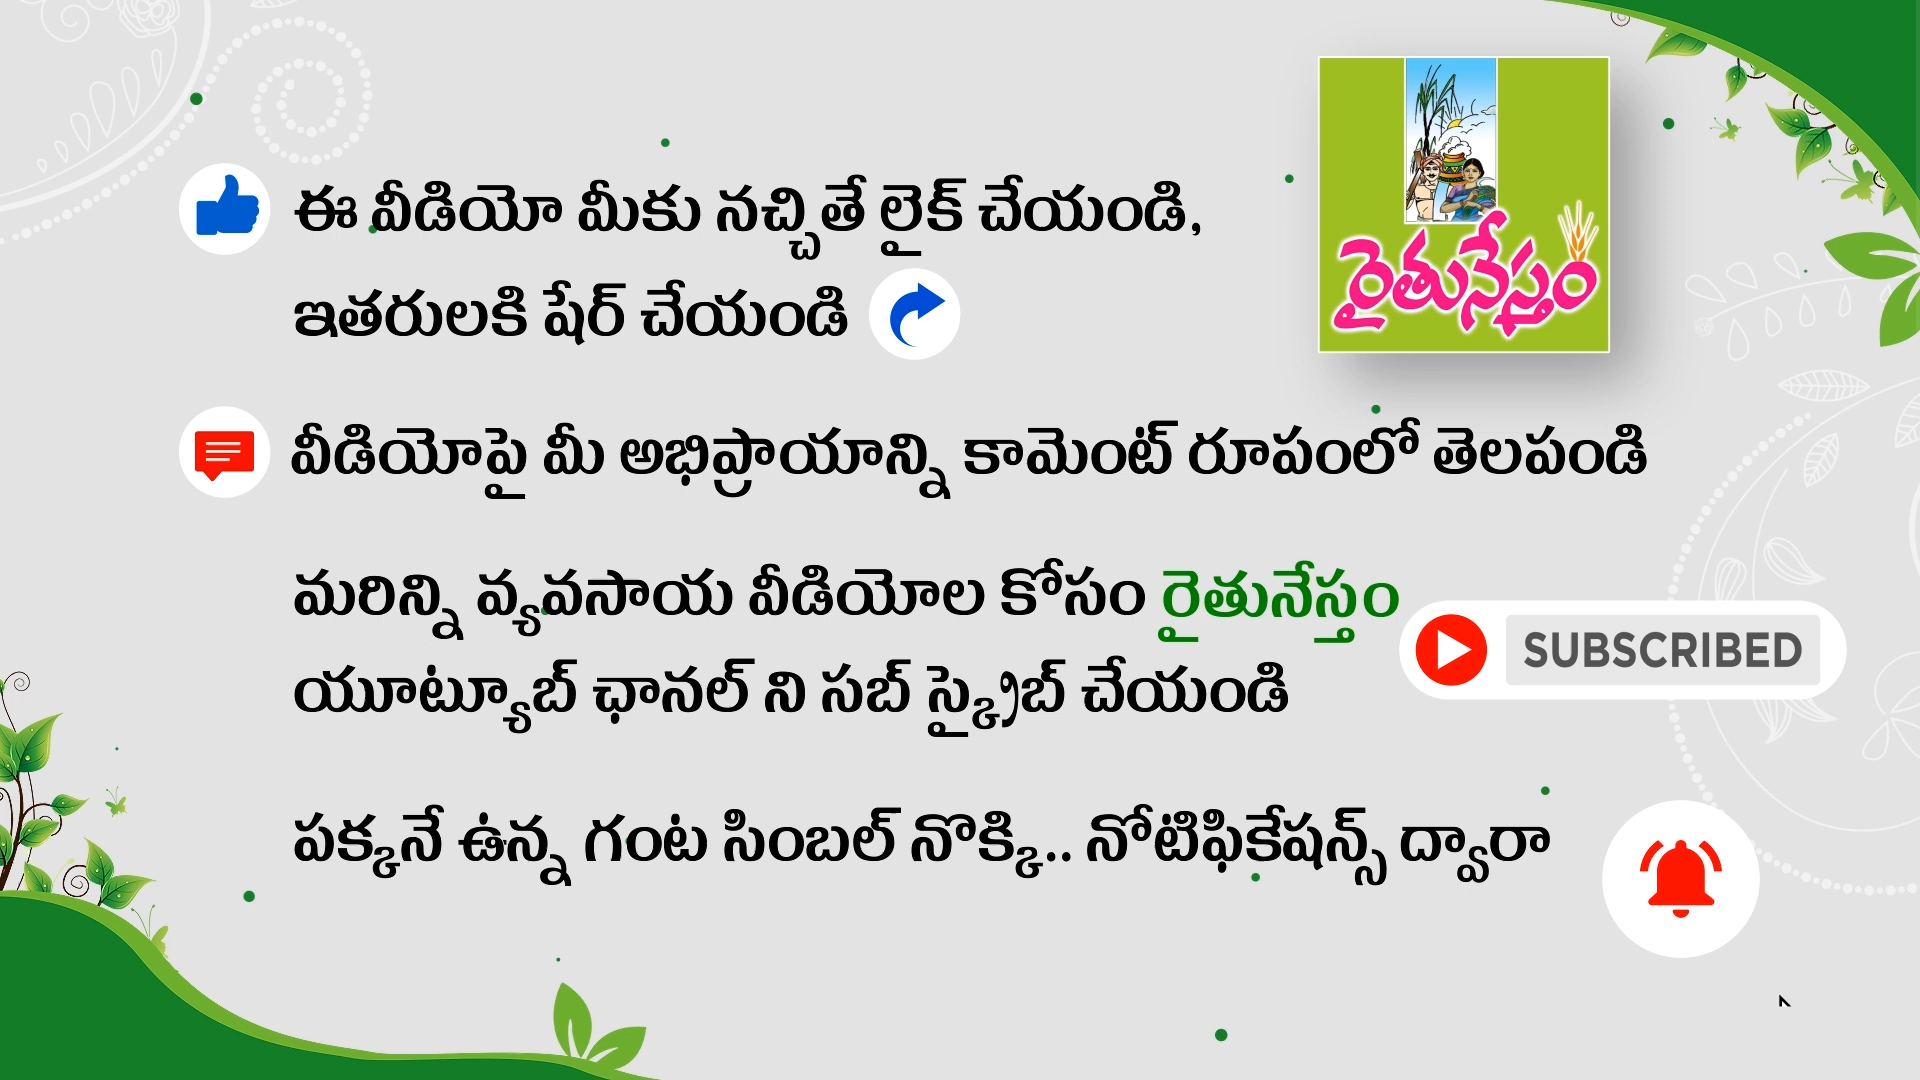 ఈ వీడియో మీకు నచ్చితే లైక్ చేయండి,
ఇతరులకి షేర్ చేయండి
రైతునేస్తం
వీడియోపై మీ అభిప్రాయాన్ని కామెంట్ రూపంలో తెలపండి
మరిన్ని వ్యవసాయ వీడియోల కోసం రైతునేస్తం
యూట్యూబ్ ఛానల్ ని సబ్ స్క్రైబ్ చేయండి
SUBSCRIBED
పక్కనే ఉన్న గంట సింబల్ నొక్కి.. నోటిఫికేషన్స్ ద్వారా